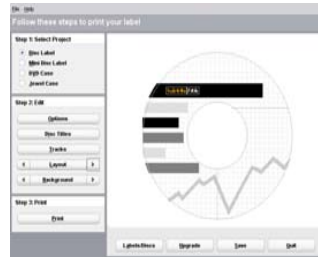 File Help
Follow these steps to print your label
Step 1: Select Project
Disc Label
Mini Disc Label
DVD Case
Jewel Case
Step 2: Edit
Options
Disc Titles
Tracks
Layout
Background
Step 3: Print
Print
LabelsDiscs Upgrade Save Quit